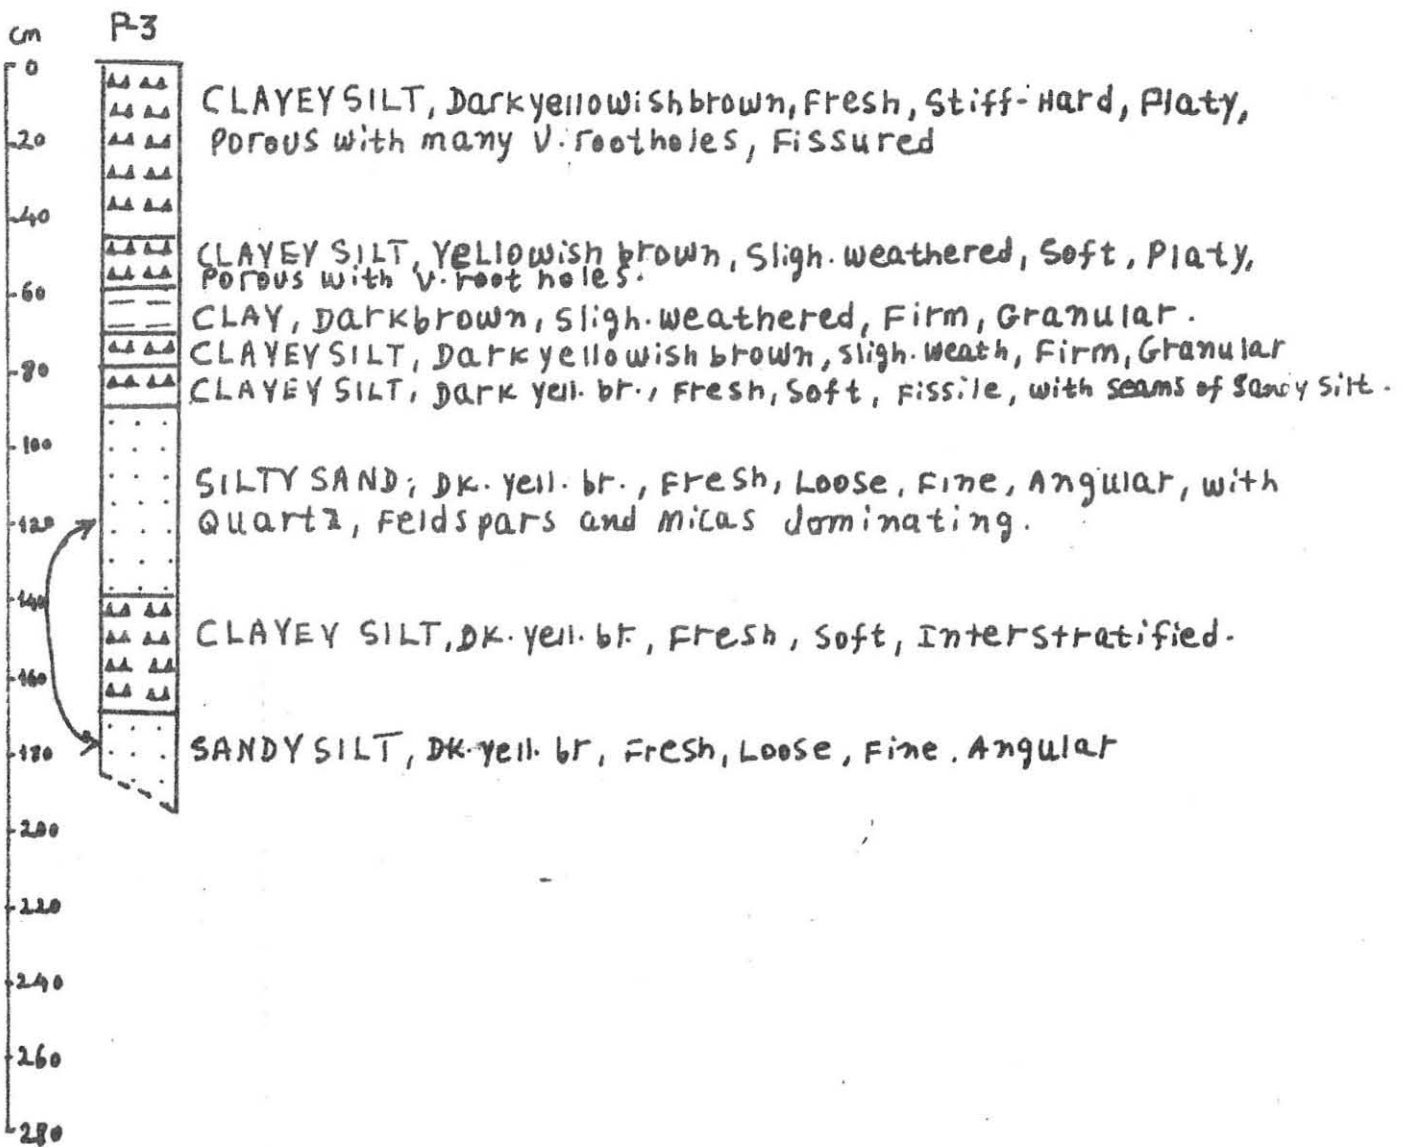 cm P-3
0
CLAYEY SILT, Dark yellowish brown, Fresh, Stiff-Hard, Platy,
20
Porous with many V. rootholes, Fissured
40
CLAYEY SILT, Yellowish brown, Sligh. weathered, Soft, Platy,
Porous with V. root holes.
60
CLAY, Dark brown, Sligh. weathered, Firm, Granular.
CLAYEY SILT, Dark yellowish brown, Sligh. weath, Firm, Granular
80
CLAYEY SILT, Dark yell. br., Fresh, Soft, Fissile, with seams of Sandy Silt.
100
SILTY SAND; DK. yell. br., Fresh, Loose, Fine, Angular, with
120
Quartz, Feldspars and Micas dominating.
140
CLAYEY SILT, DK. yell. br., Fresh, Soft, Interstratified.
160
SANDY SILT, DK. yell. br, Fresh, Loose, Fine. Angular
180
200
220
240
260
280